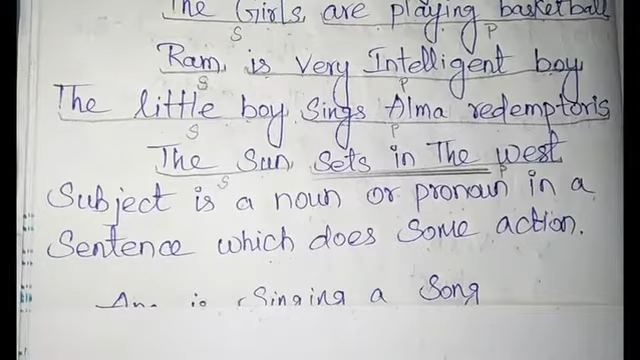 The Girls are playing basketball
S P
Ram is very Intelligent boy
S P
The little boy Sings Alma redemptoris
S P
The Sun Sets in The west
S P
Subject is a noun or pronoun in a
Sentence which does some action.
is Singing a Song